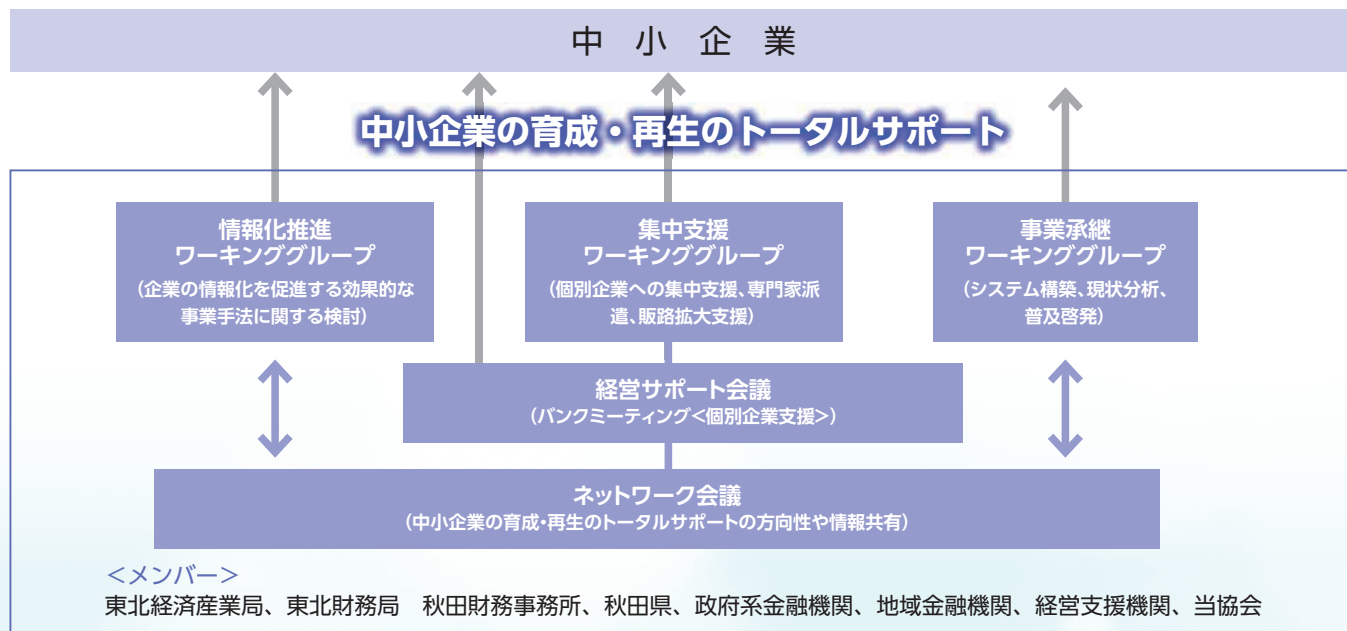 中小企業
中小企業の育成・再生のトータルサポート
情報化推進
ワーキンググループ
(企業の情報化を促進する効果的な
事業手法に関する検討)
集中支援
ワーキンググループ
(個別企業への集中支援、専門家派
遣、販路拡大支援)
事業承継
ワーキンググループ
(システム構築、現状分析、
普及啓発)
経営サポート会議
(バンクミーティング<個別企業支援>)
ネットワーク会議
(中小企業の育成・再生のトータルサポートの方向性や情報共有)
＜メンバー＞
東北経済産業局、東北財務局　秋田財務事務所、秋田県、政府系金融機関、地域金融機関、経営支援機関、当協会